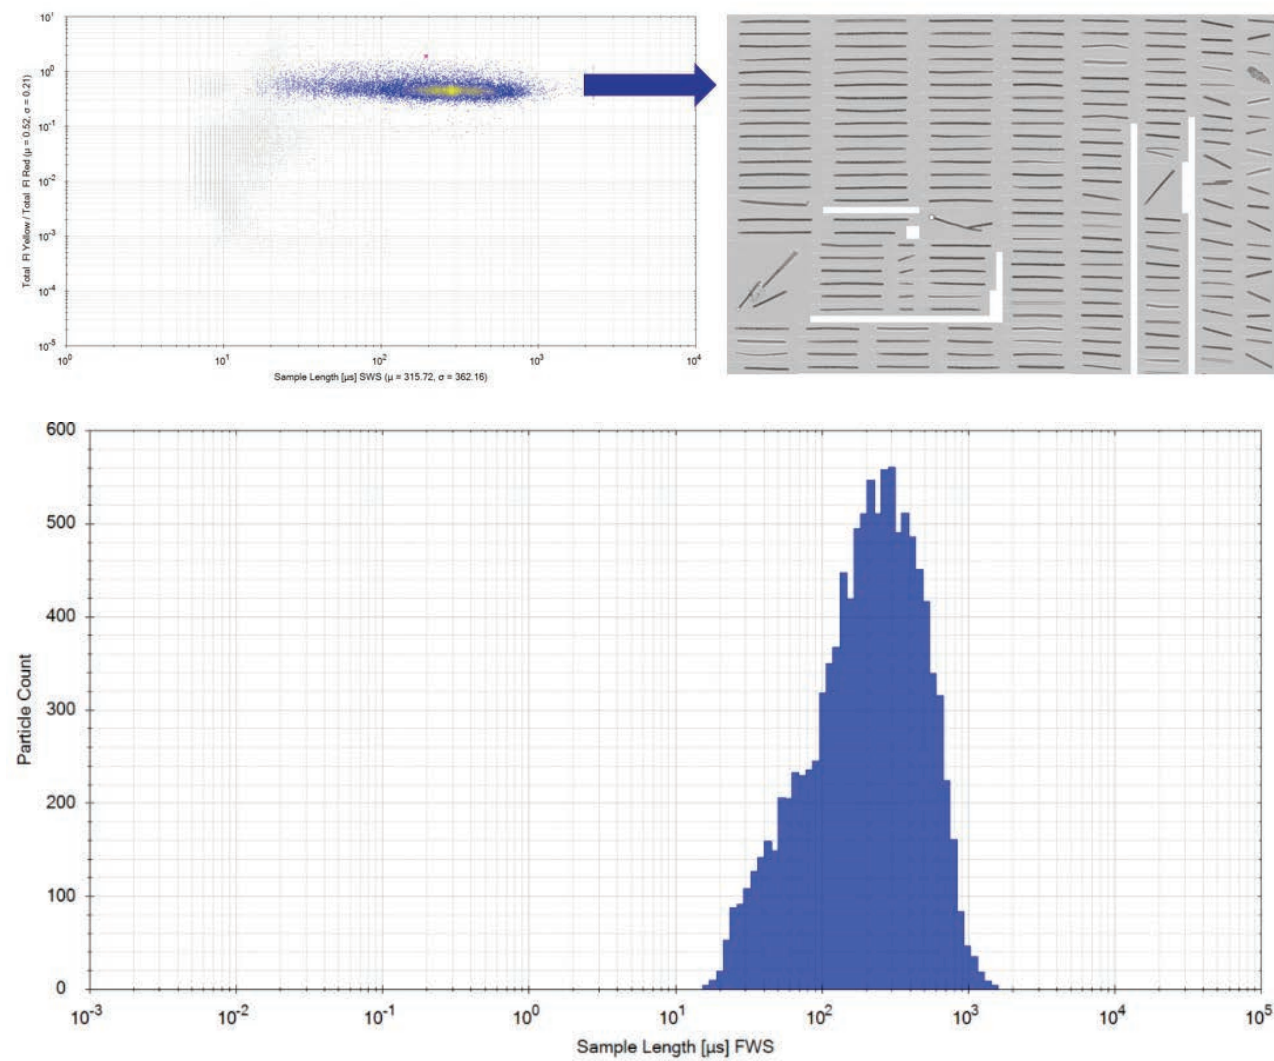 10¹
10⁰
10⁻¹
10⁻²
10⁻³
10⁻⁴
10⁻⁵
Total Fl Yellow / Total Fl Red (μ = 0.52, σ = 0.21)
10⁰ 10¹ 10² 10³ 10⁴
Sample Length [μs] SWS (μ = 315.72, σ = 362.16)
600
500
400
300
200
100
0
Particle Count
10⁻³ 10⁻² 10⁻¹ 10⁰ 10¹ 10² 10³ 10⁴ 10⁵
Sample Length [μs] FWS